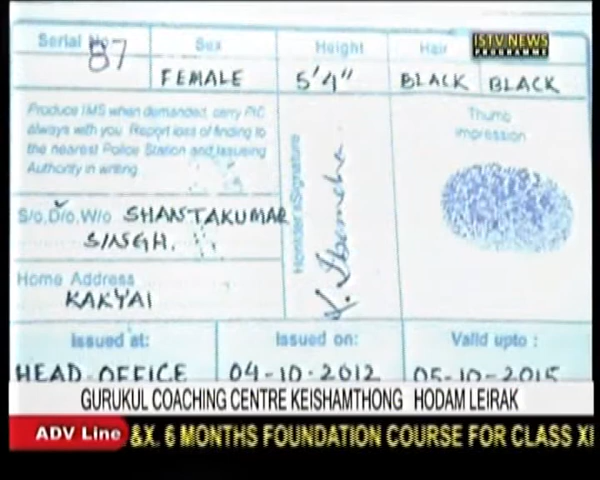 Serial No.
Sex
Height
Hair
ISTV NEWS
PROGRAMME
87
FEMALE
5'4"
BLACK
BLACK
Produce IMS when demanded, carry PIC
always with you. Report loss of finding to
the nearest Police Station and Issueing
Authority in writing
Thumb
impression
Honlder eSignature
S/o, D/o, W/o SHANTAKUMAR
SINGH.
Home Address
KAKYAI
Issued at:
Issued on:
Valid upto :
HEAD OFFICE
04-10-2012
05-10-2015
GURUKUL COACHING CENTRE KEISHAMTHONG HODAM LEIRAK
ADV Line
&X. 6 MONTHS FOUNDATION COURSE FOR CLASS XI